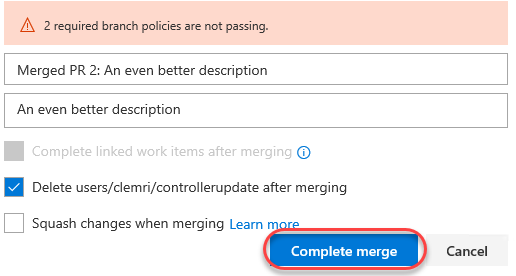 2 required branch policies are not passing.
Merged PR 2: An even better description
An even better description
Complete linked work items after merging
Delete users/clemri/controllerupdate after merging
Squash changes when merging Learn more
Complete merge Cancel